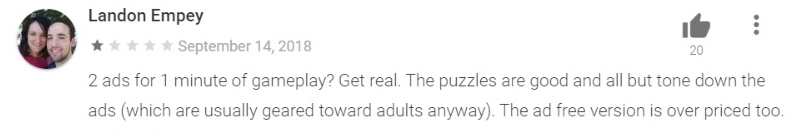 Landon Empey
September 14, 2018
20
2 ads for 1 minute of gameplay? Get real. The puzzles are good and all but tone down the
ads (which are usually geared toward adults anyway). The ad free version is over priced too.